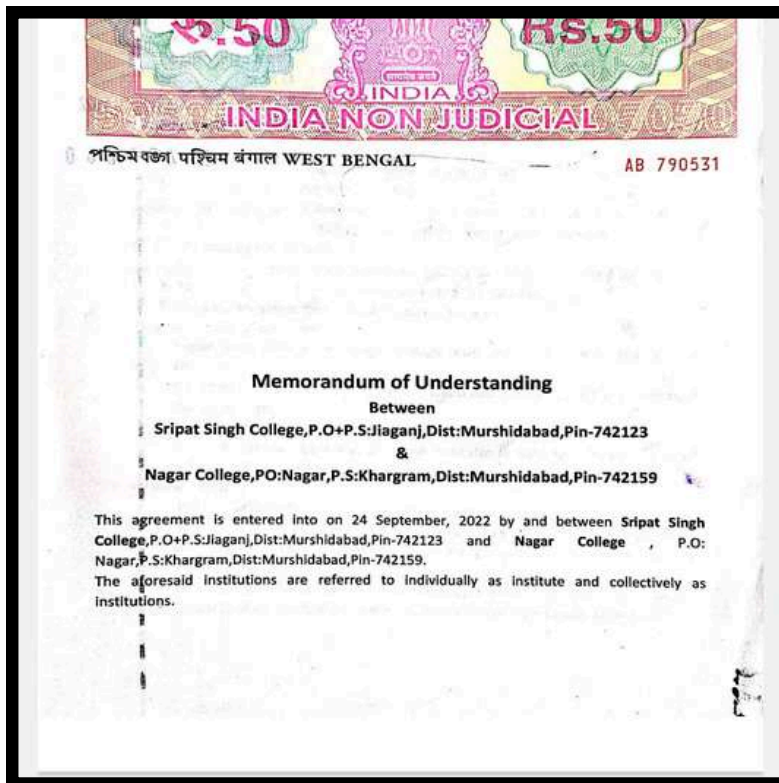 रु.50 Rs.50
सत्यमेव जयते
INDIA
INDIA NON JUDICIAL
পশ্চিমবঙ্গ पश्चिम बंगाल WEST BENGAL
AB 790531
Memorandum of Understanding
Between
Sripat Singh College,P.O+P.S:Jiaganj,Dist:Murshidabad,Pin-742123
&
Nagar College,PO:Nagar,P.S:Khargram,Dist:Murshidabad,Pin-742159
This agreement is entered into on 24 September, 2022 by and between Sripat Singh
College,P.O+P.S:Jiaganj,Dist:Murshidabad,Pin-742123 and Nagar College , P.O:
Nagar,P.S:Khargram,Dist:Murshidabad,Pin-742159.
The aforesaid institutions are referred to individually as institute and collectively as
institutions.